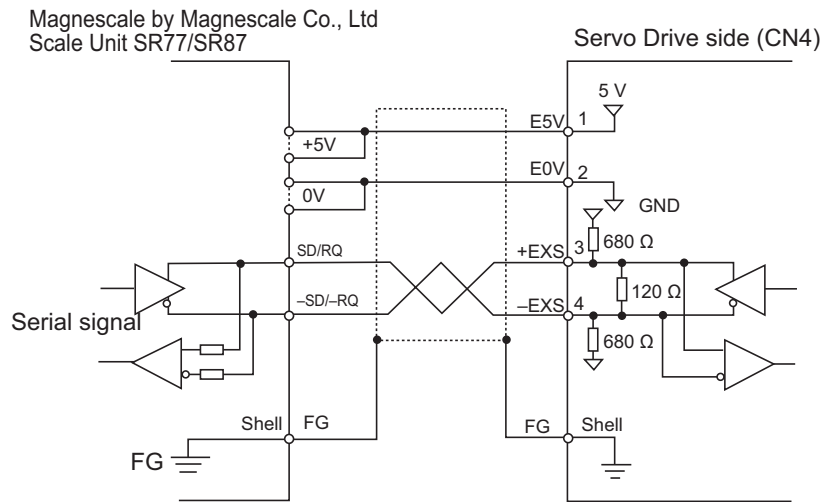 Magnescale by Magnescale Co., Ltd
Scale Unit SR77/SR87
Servo Drive side (CN4)
5 V
E5V 1
+5V
E0V 2
0V
GND
SD/RQ
+EXS 3
680 Ω
120 Ω
–SD/–RQ
–EXS 4
Serial signal
680 Ω
Shell FG
FG Shell
FG